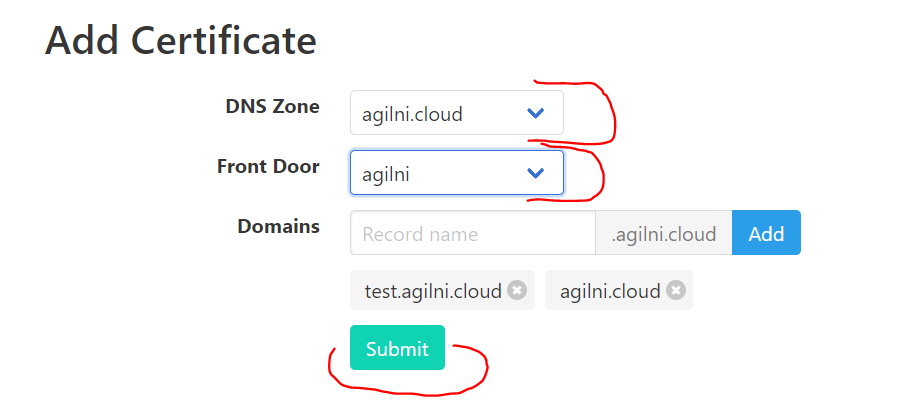 Add Certificate
DNS Zone agilni.cloud
Front Door agilni
Domains Record name .agilni.cloud Add
test.agilni.cloud agilni.cloud
Submit